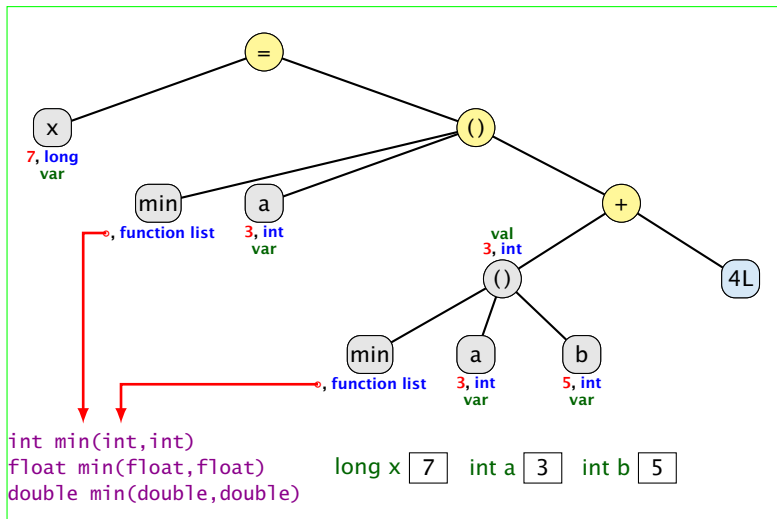 =
x
()
7, long
var
min
a
+
, function list
3, int
var
val
3, int
()
4L
min
a
b
, function list
3, int
5, int
var
var
int min(int,int)
float min(float,float)
double min(double,double)
long x 7 int a 3 int b 5